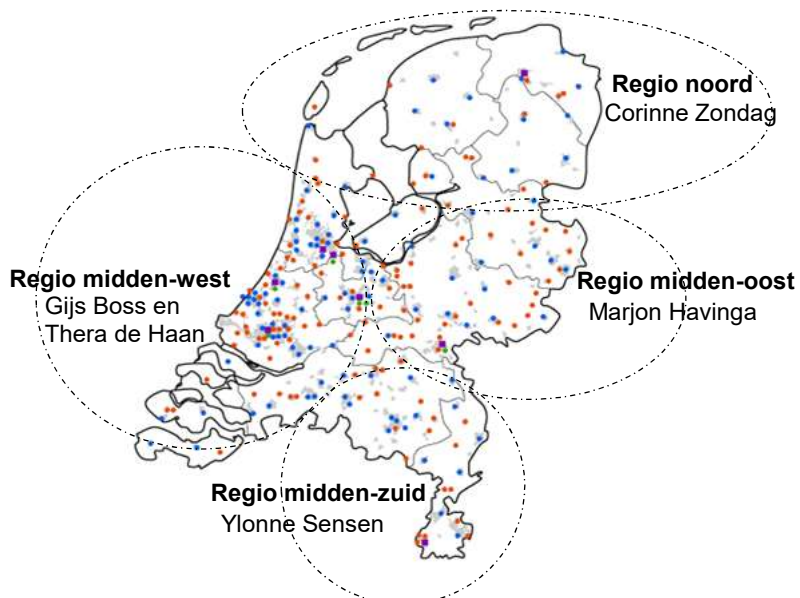 Regio noord
Corinne Zondag
Regio midden-west
Gijs Boss en
Thera de Haan
Regio midden-oost
Marjon Havinga
Regio midden-zuid
Ylonne Sensen